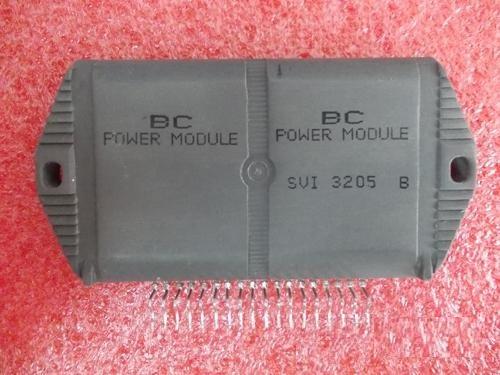 BC
POWER MODULE
BC
POWER MODULE
SVI 3205 B